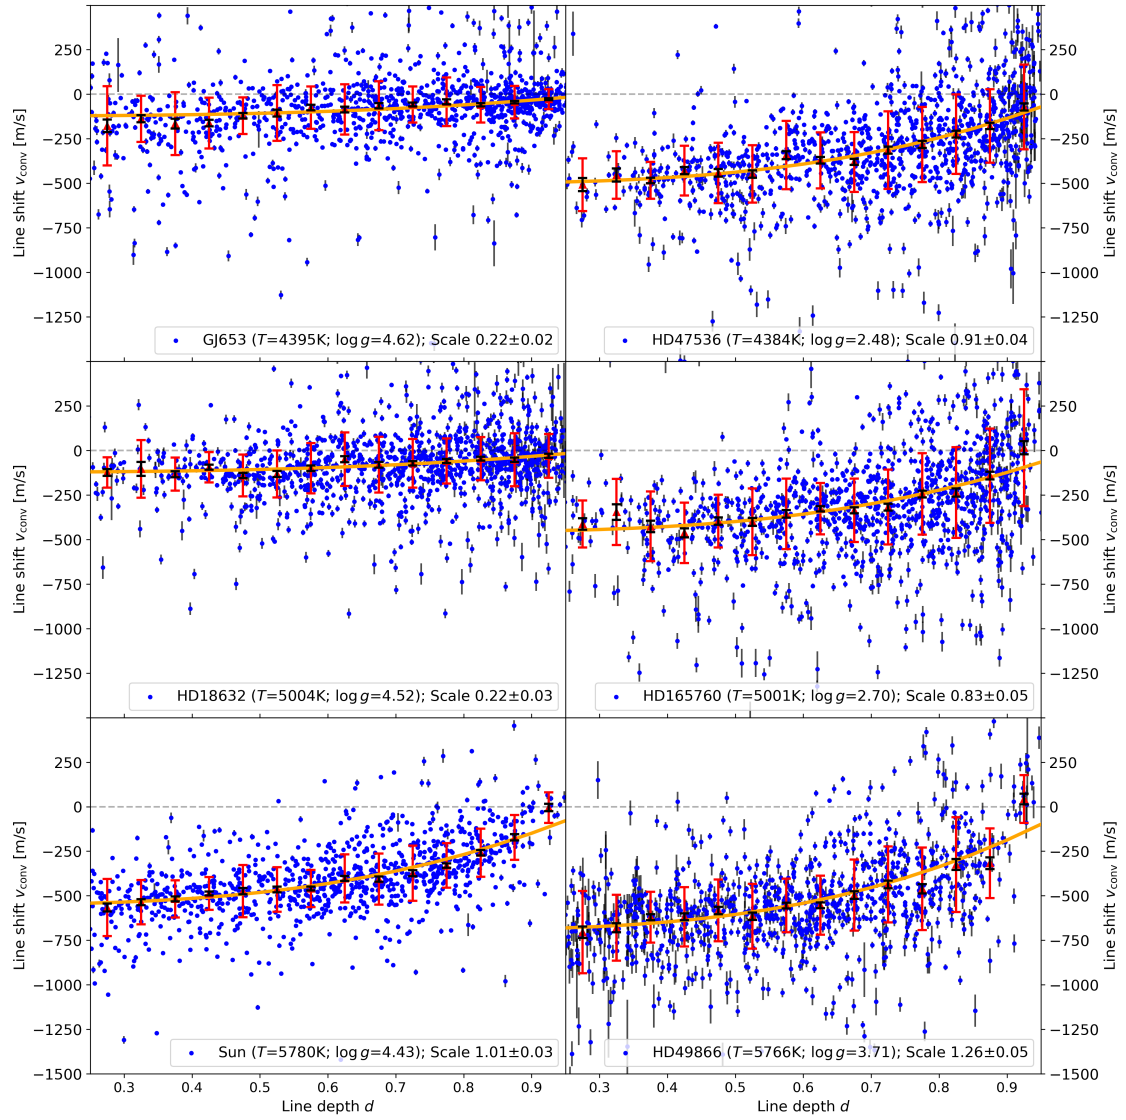 250
0
−250
−500
−750
−1000
−1250
Line shift vconv [m/s]
GJ653 (T=4395K; log g=4.62); Scale 0.22±0.02
250
0
−250
−500
−750
−1000
−1250
Line shift vconv [m/s]
HD47536 (T=4384K; log g=2.48); Scale 0.91±0.04
250
0
−250
−500
−750
−1000
−1250
Line shift vconv [m/s]
HD18632 (T=5004K; log g=4.52); Scale 0.22±0.03
250
0
−250
−500
−750
−1000
−1250
Line shift vconv [m/s]
HD165760 (T=5001K; log g=2.70); Scale 0.83±0.05
250
0
−250
−500
−750
−1000
−1250
−1500
Line shift vconv [m/s]
Sun (T=5780K; log g=4.43); Scale 1.01±0.03
0.3 0.4 0.5 0.6 0.7 0.8 0.9
Line depth d
250
0
−250
−500
−750
−1000
−1250
−1500
Line shift vconv [m/s]
HD49866 (T=5766K; log g=3.71); Scale 1.26±0.05
0.3 0.4 0.5 0.6 0.7 0.8 0.9
Line depth d